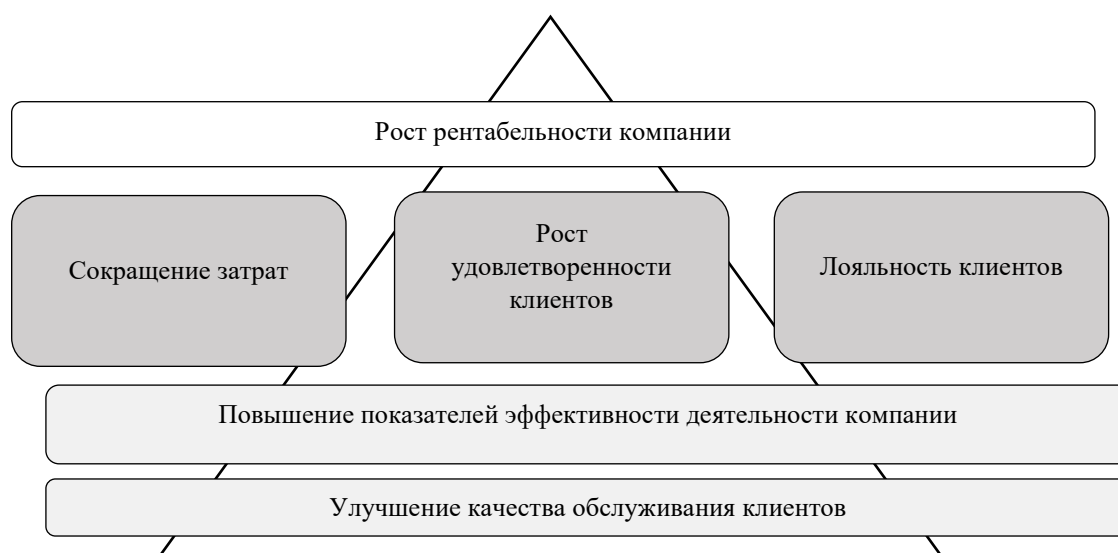 Рост рентабельности компании
Сокращение затрат
Рост
удовлетворенности
клиентов
Лояльность клиентов
Повышение показателей эффективности деятельности компании
Улучшение качества обслуживания клиентов